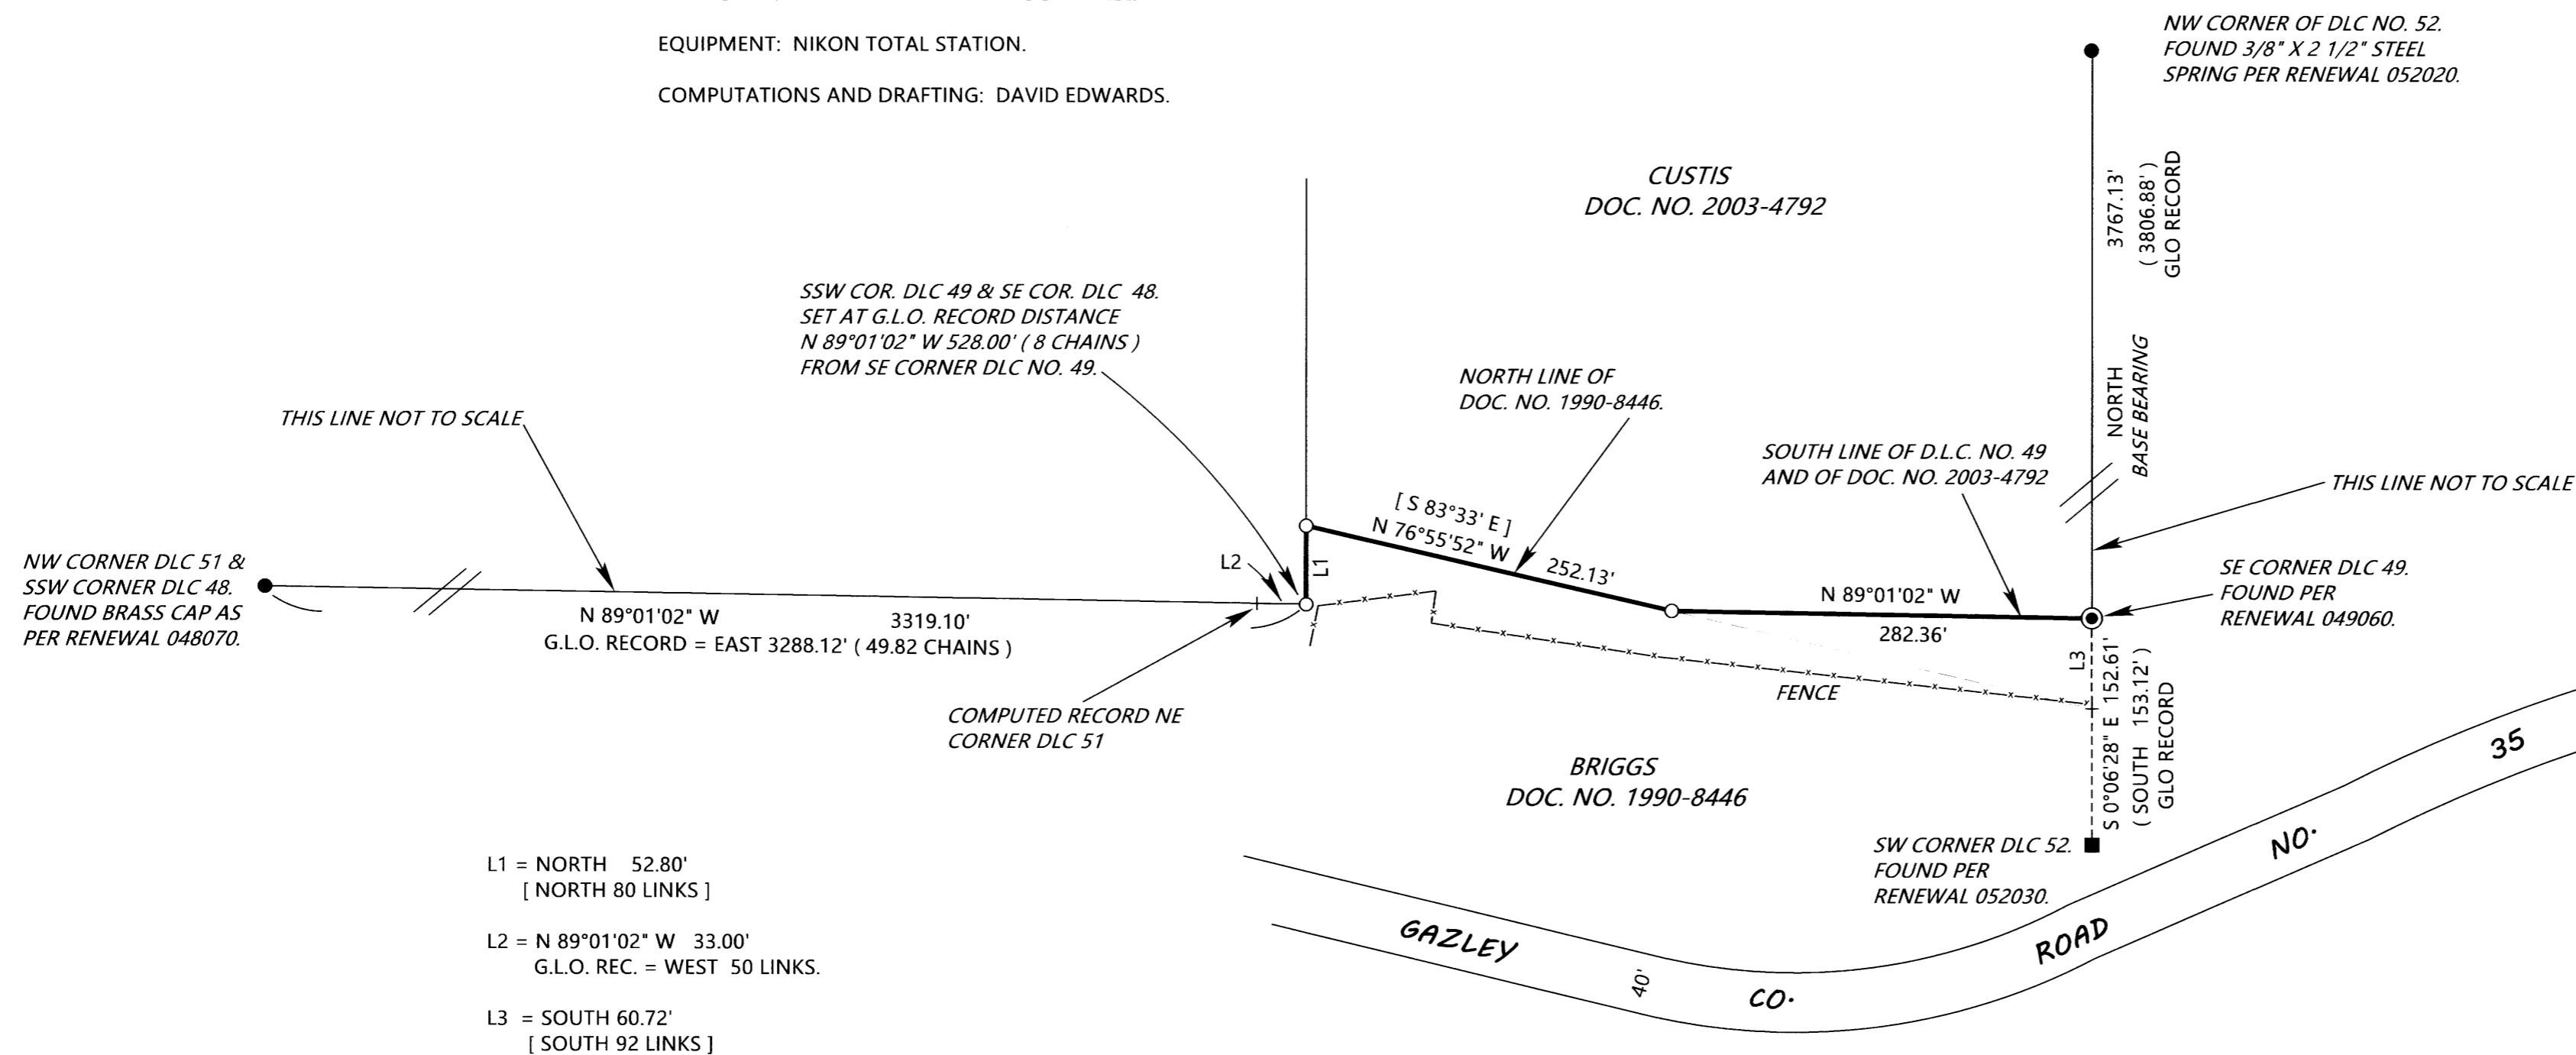 EQUIPMENT: NIKON TOTAL STATION.
COMPUTATIONS AND DRAFTING: DAVID EDWARDS.
NW CORNER OF DLC NO. 52.
FOUND 3/8" X 2 1/2" STEEL
SPRING PER RENEWAL 052020.
CUSTIS
DOC. NO. 2003-4792
3767.13'
( 3806.88' )
GLO RECORD
NORTH
BASE BEARING
SSW COR. DLC 49 & SE COR. DLC 48.
SET AT G.L.O. RECORD DISTANCE
N 89°01'02" W 528.00' ( 8 CHAINS )
FROM SE CORNER DLC NO. 49.
NORTH LINE OF
DOC. NO. 1990-8446.
THIS LINE NOT TO SCALE
SOUTH LINE OF D.L.C. NO. 49
AND OF DOC. NO. 2003-4792
THIS LINE NOT TO SCALE
[ S 83°33' E ]
N 76°55'52" W
252.13'
NW CORNER DLC 51 &
SSW CORNER DLC 48.
FOUND BRASS CAP AS
PER RENEWAL 048070.
L2
L1
SE CORNER DLC 49.
FOUND PER
RENEWAL 049060.
N 89°01'02" W
282.36'
N 89°01'02" W 3319.10'
G.L.O. RECORD = EAST 3288.12' ( 49.82 CHAINS )
L3
S 0°06'28" E 152.61'
( SOUTH 153.12' )
GLO RECORD
FENCE
COMPUTED RECORD NE
CORNER DLC 51
BRIGGS
DOC. NO. 1990-8446
SW CORNER DLC 52.
FOUND PER
RENEWAL 052030.
L1 = NORTH 52.80'
[ NORTH 80 LINKS ]
L2 = N 89°01'02" W 33.00'
G.L.O. REC. = WEST 50 LINKS.
L3 = SOUTH 60.72'
[ SOUTH 92 LINKS ]
GAZLEY CO. ROAD NO. 35
40'